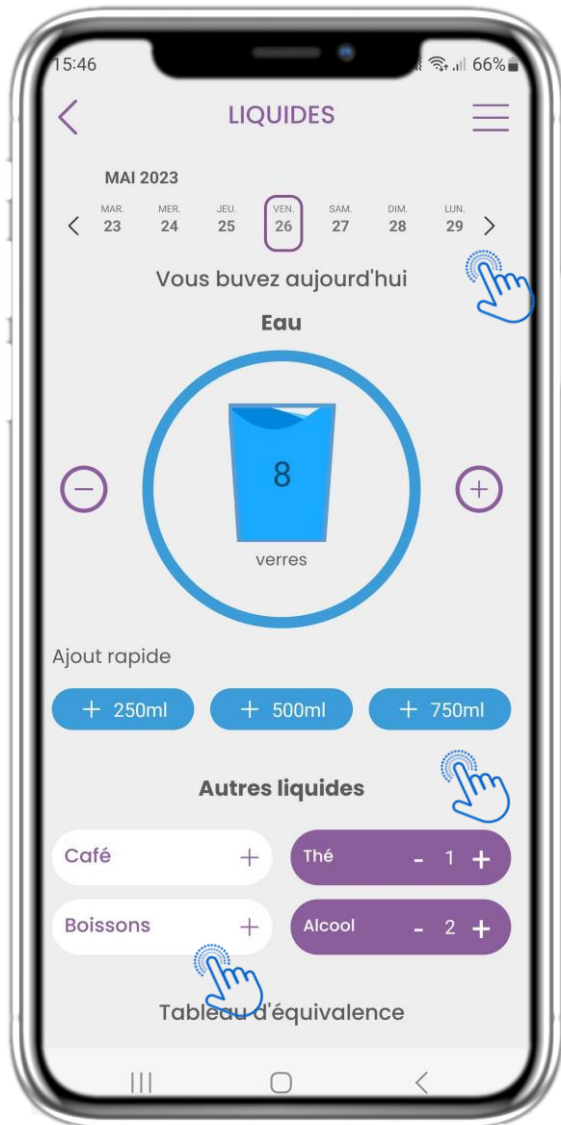 15:46 66%
LIQUIDES
MAI 2023
MAR. MER. JEU. VEN. SAM. DIM. LUN.
23 24 25 26 27 28 29
Vous buvez aujourd'hui
Eau
8
verres
Ajout rapide
+ 250ml + 500ml + 750ml
Autres liquides
Café + Thé - 1 +
Boissons + Alcool - 2 +
Tableau d'équivalence